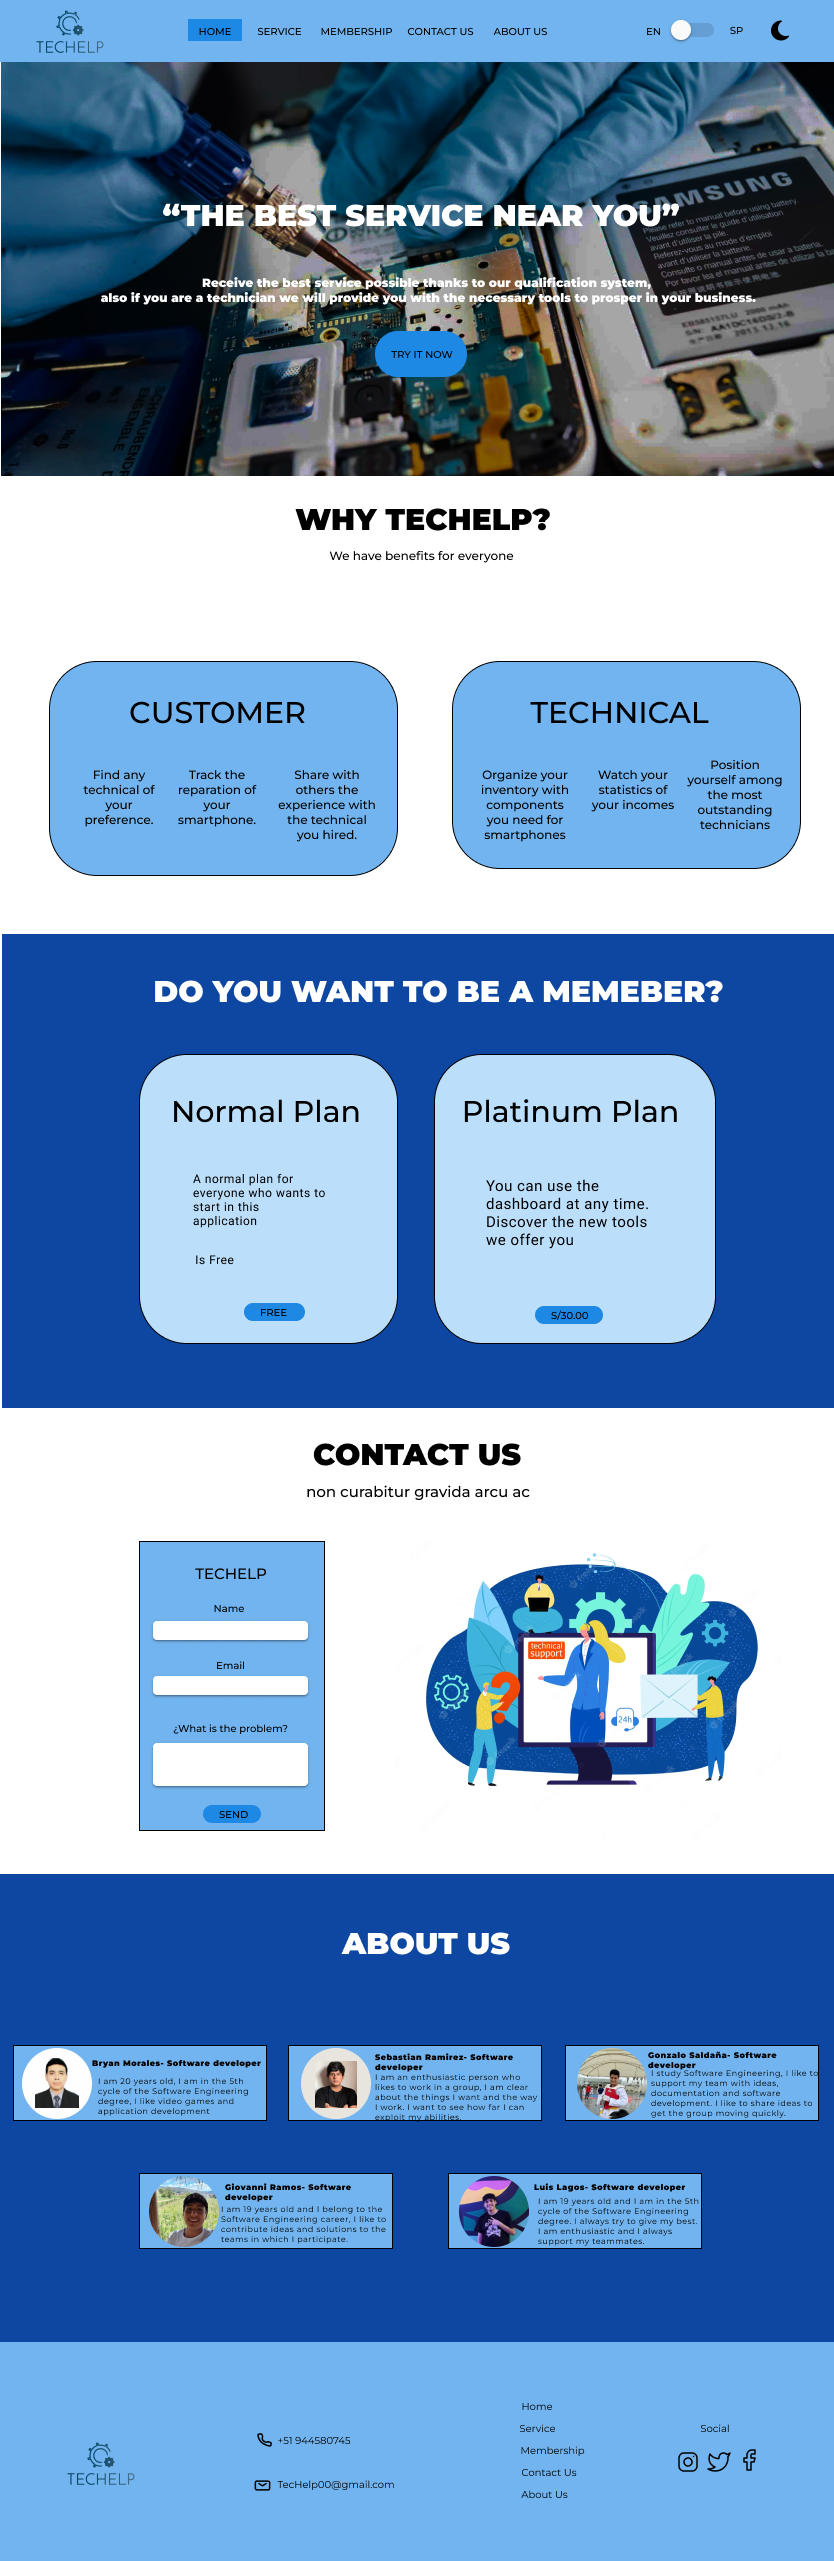 TECHELP
HOME
SERVICE
MEMBERSHIP
CONTACT US
ABOUT US
EN
SP
SAMSUNG
“THE BEST SERVICE NEAR YOU”
Receive the best service possible thanks to our qualification system,
also if you are a technician we will provide you with the necessary tools to prosper in your business.
TRY IT NOW
WHY TECHELP?
We have benefits for everyone
CUSTOMER
Find any
technical of
your
preference.
Track the
reparation of
your
smartphone.
Share with
others the
experience with
the technical
you hired.
TECHNICAL
Organize your
inventory with
components
you need for
smartphones
Watch your
statistics of
your incomes
Position
yourself among
the most
outstanding
technicians
DO YOU WANT TO BE A MEMEBER?
Normal Plan
A normal plan for
everyone who wants to
start in this
application
Is Free
FREE
Platinum Plan
You can use the
dashboard at any time.
Discover the new tools
we offer you
S/30.00
CONTACT US
non curabitur gravida arcu ac
TECHELP
Name
Email
¿What is the problem?
SEND
technical
support
24h
ABOUT US
Bryan Morales- Software developer
I am 20 years old, I am in the 5th
cycle of the Software Engineering
degree, I like video games and
application development
Sebastian Ramirez- Software
developer
I am an enthusiastic person who
likes to work in a group, I am clear
about the things I want and the way
I work. I want to see how far I can
exploit my abilities.
Gonzalo Saldaña- Software
developer
I study Software Engineering, I like to
support my team with ideas,
documentation and software
development. I like to share ideas to
get the group moving quickly.
Giovanni Ramos- Software
developer
I am 19 years old and I belong to the
Software Engineering career, I like to
contribute ideas and solutions to the
teams in which I participate.
Luis Lagos- Software developer
I am 19 years old and I am in the 5th
cycle of the Software Engineering
degree. I always try to give my best.
I am enthusiastic and I always
support my teammates.
TECHELP
+51 944580745
TecHelp00@gmail.com
Home
Service
Membership
Contact Us
About Us
Social